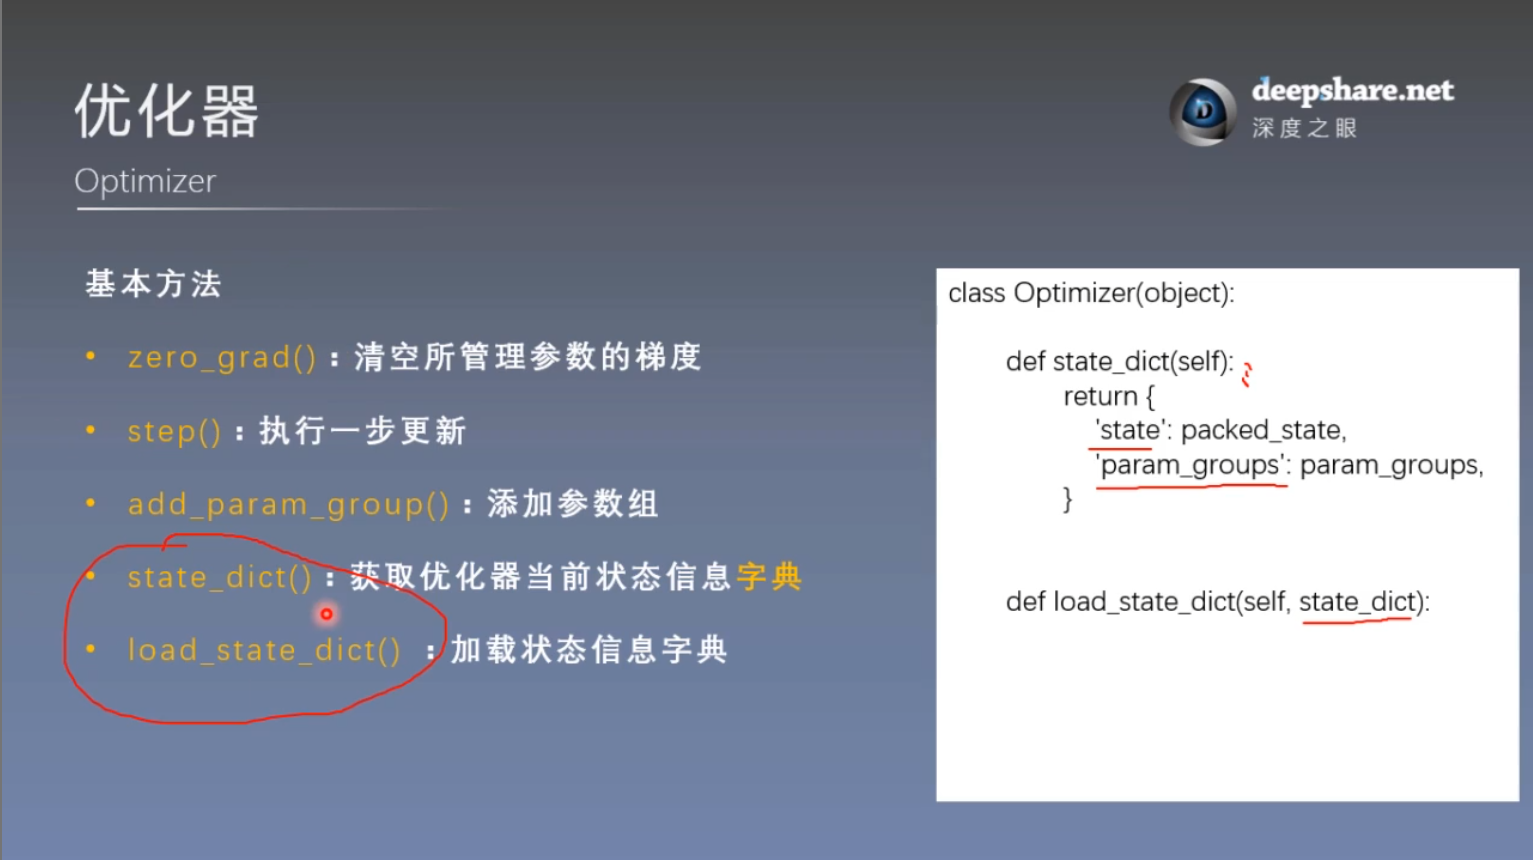 优化器
Optimizer
deepshare.net
深度之眼
基本方法
• zero_grad()：清空所管理参数的梯度
• step()：执行一步更新
• add_param_group()：添加参数组
• state_dict()：获取优化器当前状态信息字典
• load_state_dict() ：加载状态信息字典
class Optimizer(object):
def state_dict(self):
return {
'state': packed_state,
'param_groups': param_groups,
}
def load_state_dict(self, state_dict):